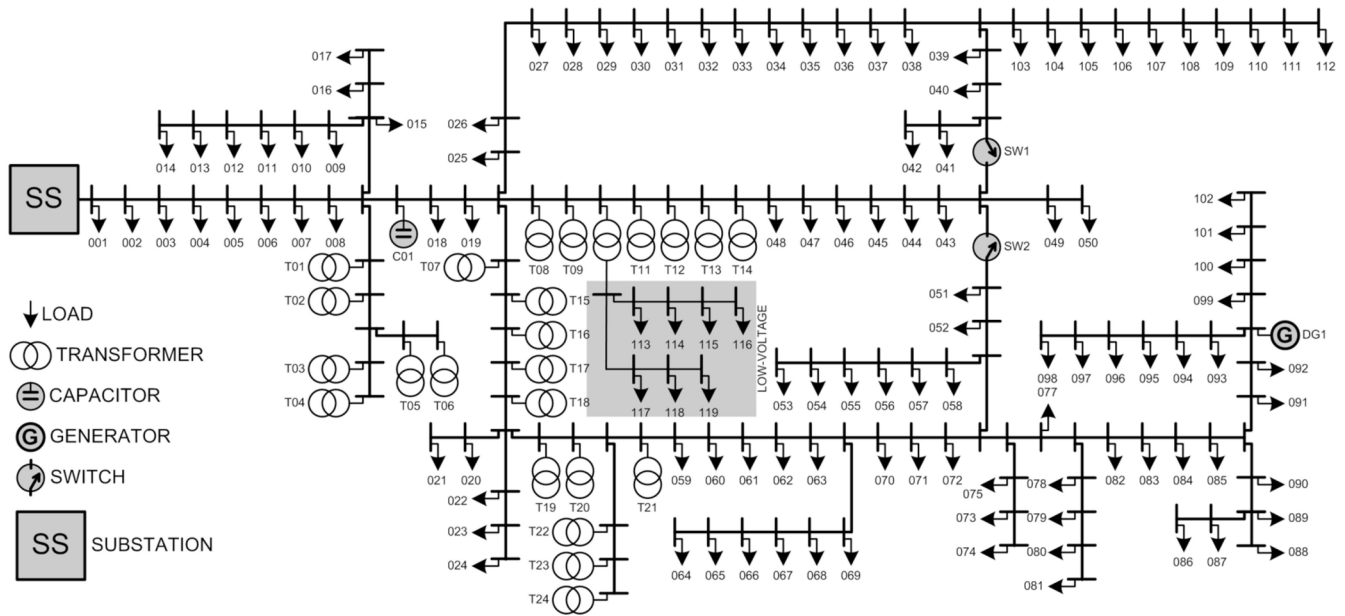 027 028 029 030 031 032 033 034 035 036 037 038 039 103 104 105 106 107 108 109 110 111 112
017
016 040
015 026
014 013 012 011 010 009 025 042 041 SW1
SS
102
001 002 003 004 005 006 007 008 C01 018 019 048 047 046 045 044 043 SW2 049 050
101
T01 T07 T08 T09 T11 T12 T13 T14
100
T02 T15 051 099
LOAD
113 114 115 116
LOW-VOLTAGE
T16 052 DG1
TRANSFORMER
T03 T17 098 097 096 095 094 093 092
077
CAPACITOR
T04 T05 T06 T18 117 118 119 053 054 055 056 057 058 091
G GENERATOR
G
021 020 059 060 061 062 063 070 071 072 082 083 084 085
SWITCH
022 T19 T20 T21 075 078 090
023 T22 073 079 089
SS SUBSTATION
024 T23 064 065 066 067 068 069 074 080 086 087 088
T24 081